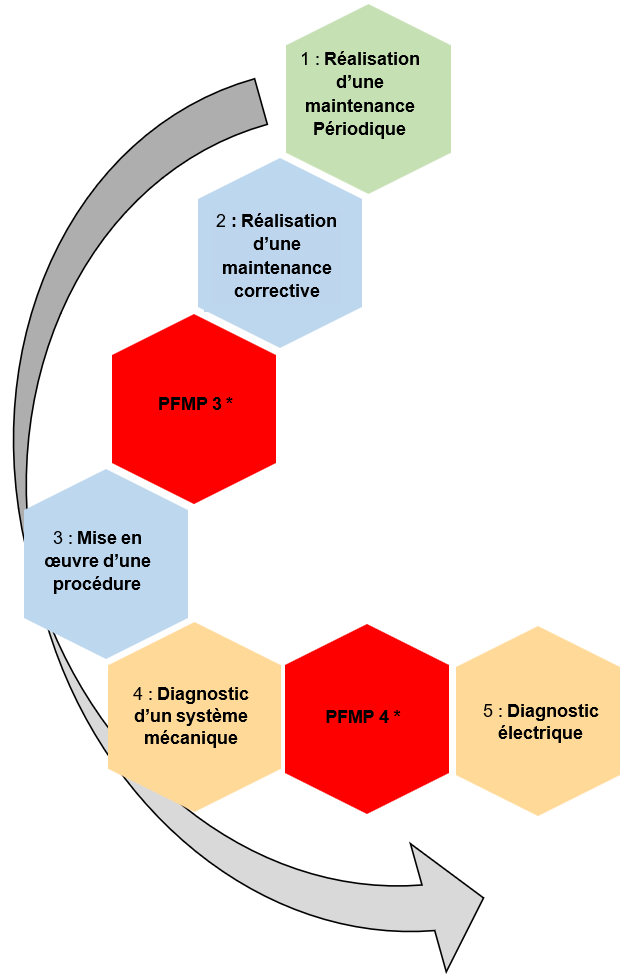 1 : Réalisation
d’une
maintenance
Périodique
2 : Réalisation
d’une
maintenance
corrective
PFMP 3 *
3 : Mise en
œuvre d’une
procédure
4 : Diagnostic
d’un système
mécanique
PFMP 4 *
5 : Diagnostic
électrique